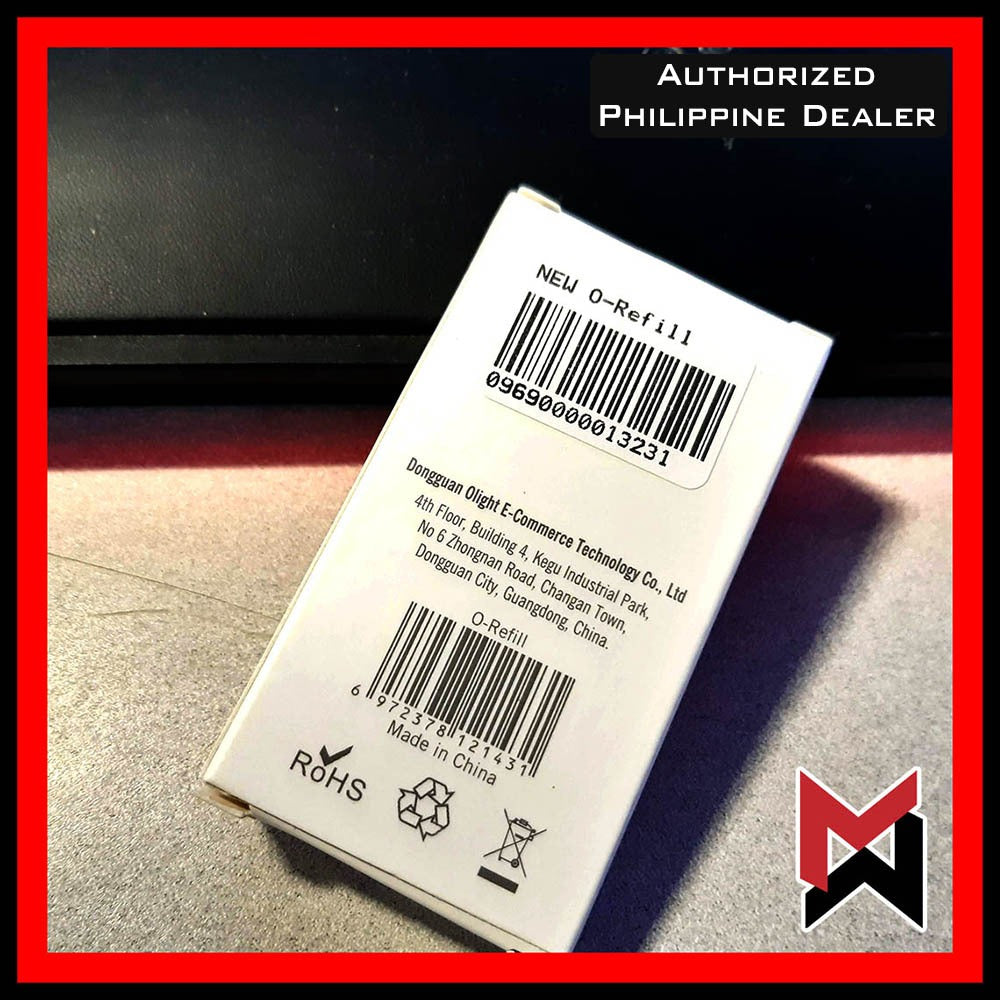 AUTHORIZED
PHILIPPINE DEALER
NEW O-Refill
09690000013231
Dongguan Olight E-Commerce Technology Co., Ltd
4th Floor, Building 4, Kegu Industrial Park,
No 6 Zhongnan Road, Changan Town,
Dongguan City, Guangdong, China.
O-Refill
6 972378 121431
Made in China
RoHS